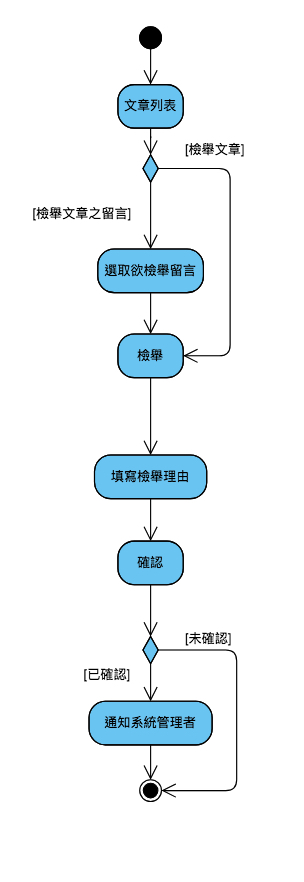 文章列表
[檢舉文章]
[檢舉文章之留言]
選取欲檢舉留言
檢舉
填寫檢舉理由
確認
[未確認]
[已確認]
通知系統管理者